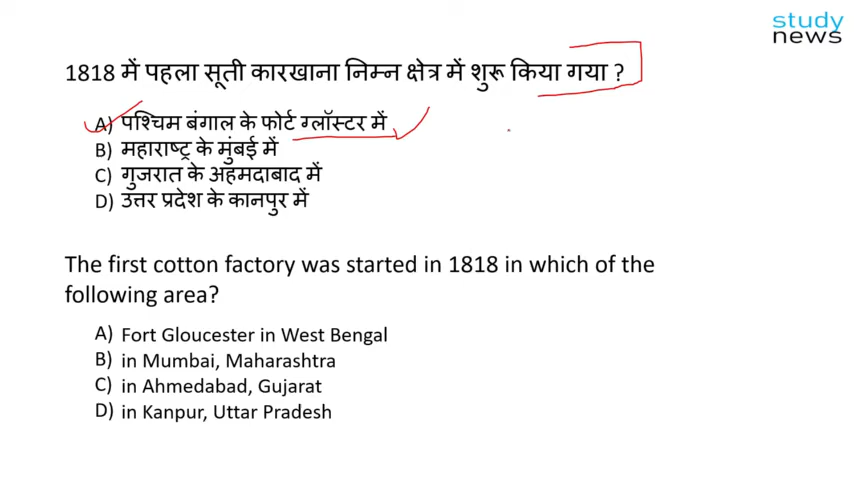 study
news
1818 में पहला सूती कारखाना निम्न क्षेत्र में शुरू किया गया ?
A) पश्चिम बंगाल के फोर्ट ग्लॉस्टर में
B) महाराष्ट्र के मुंबई में
C) गुजरात के अहमदाबाद में
D) उत्तर प्रदेश के कानपुर में
The first cotton factory was started in 1818 in which of the
following area?
A) Fort Gloucester in West Bengal
B) in Mumbai, Maharashtra
C) in Ahmedabad, Gujarat
D) in Kanpur, Uttar Pradesh